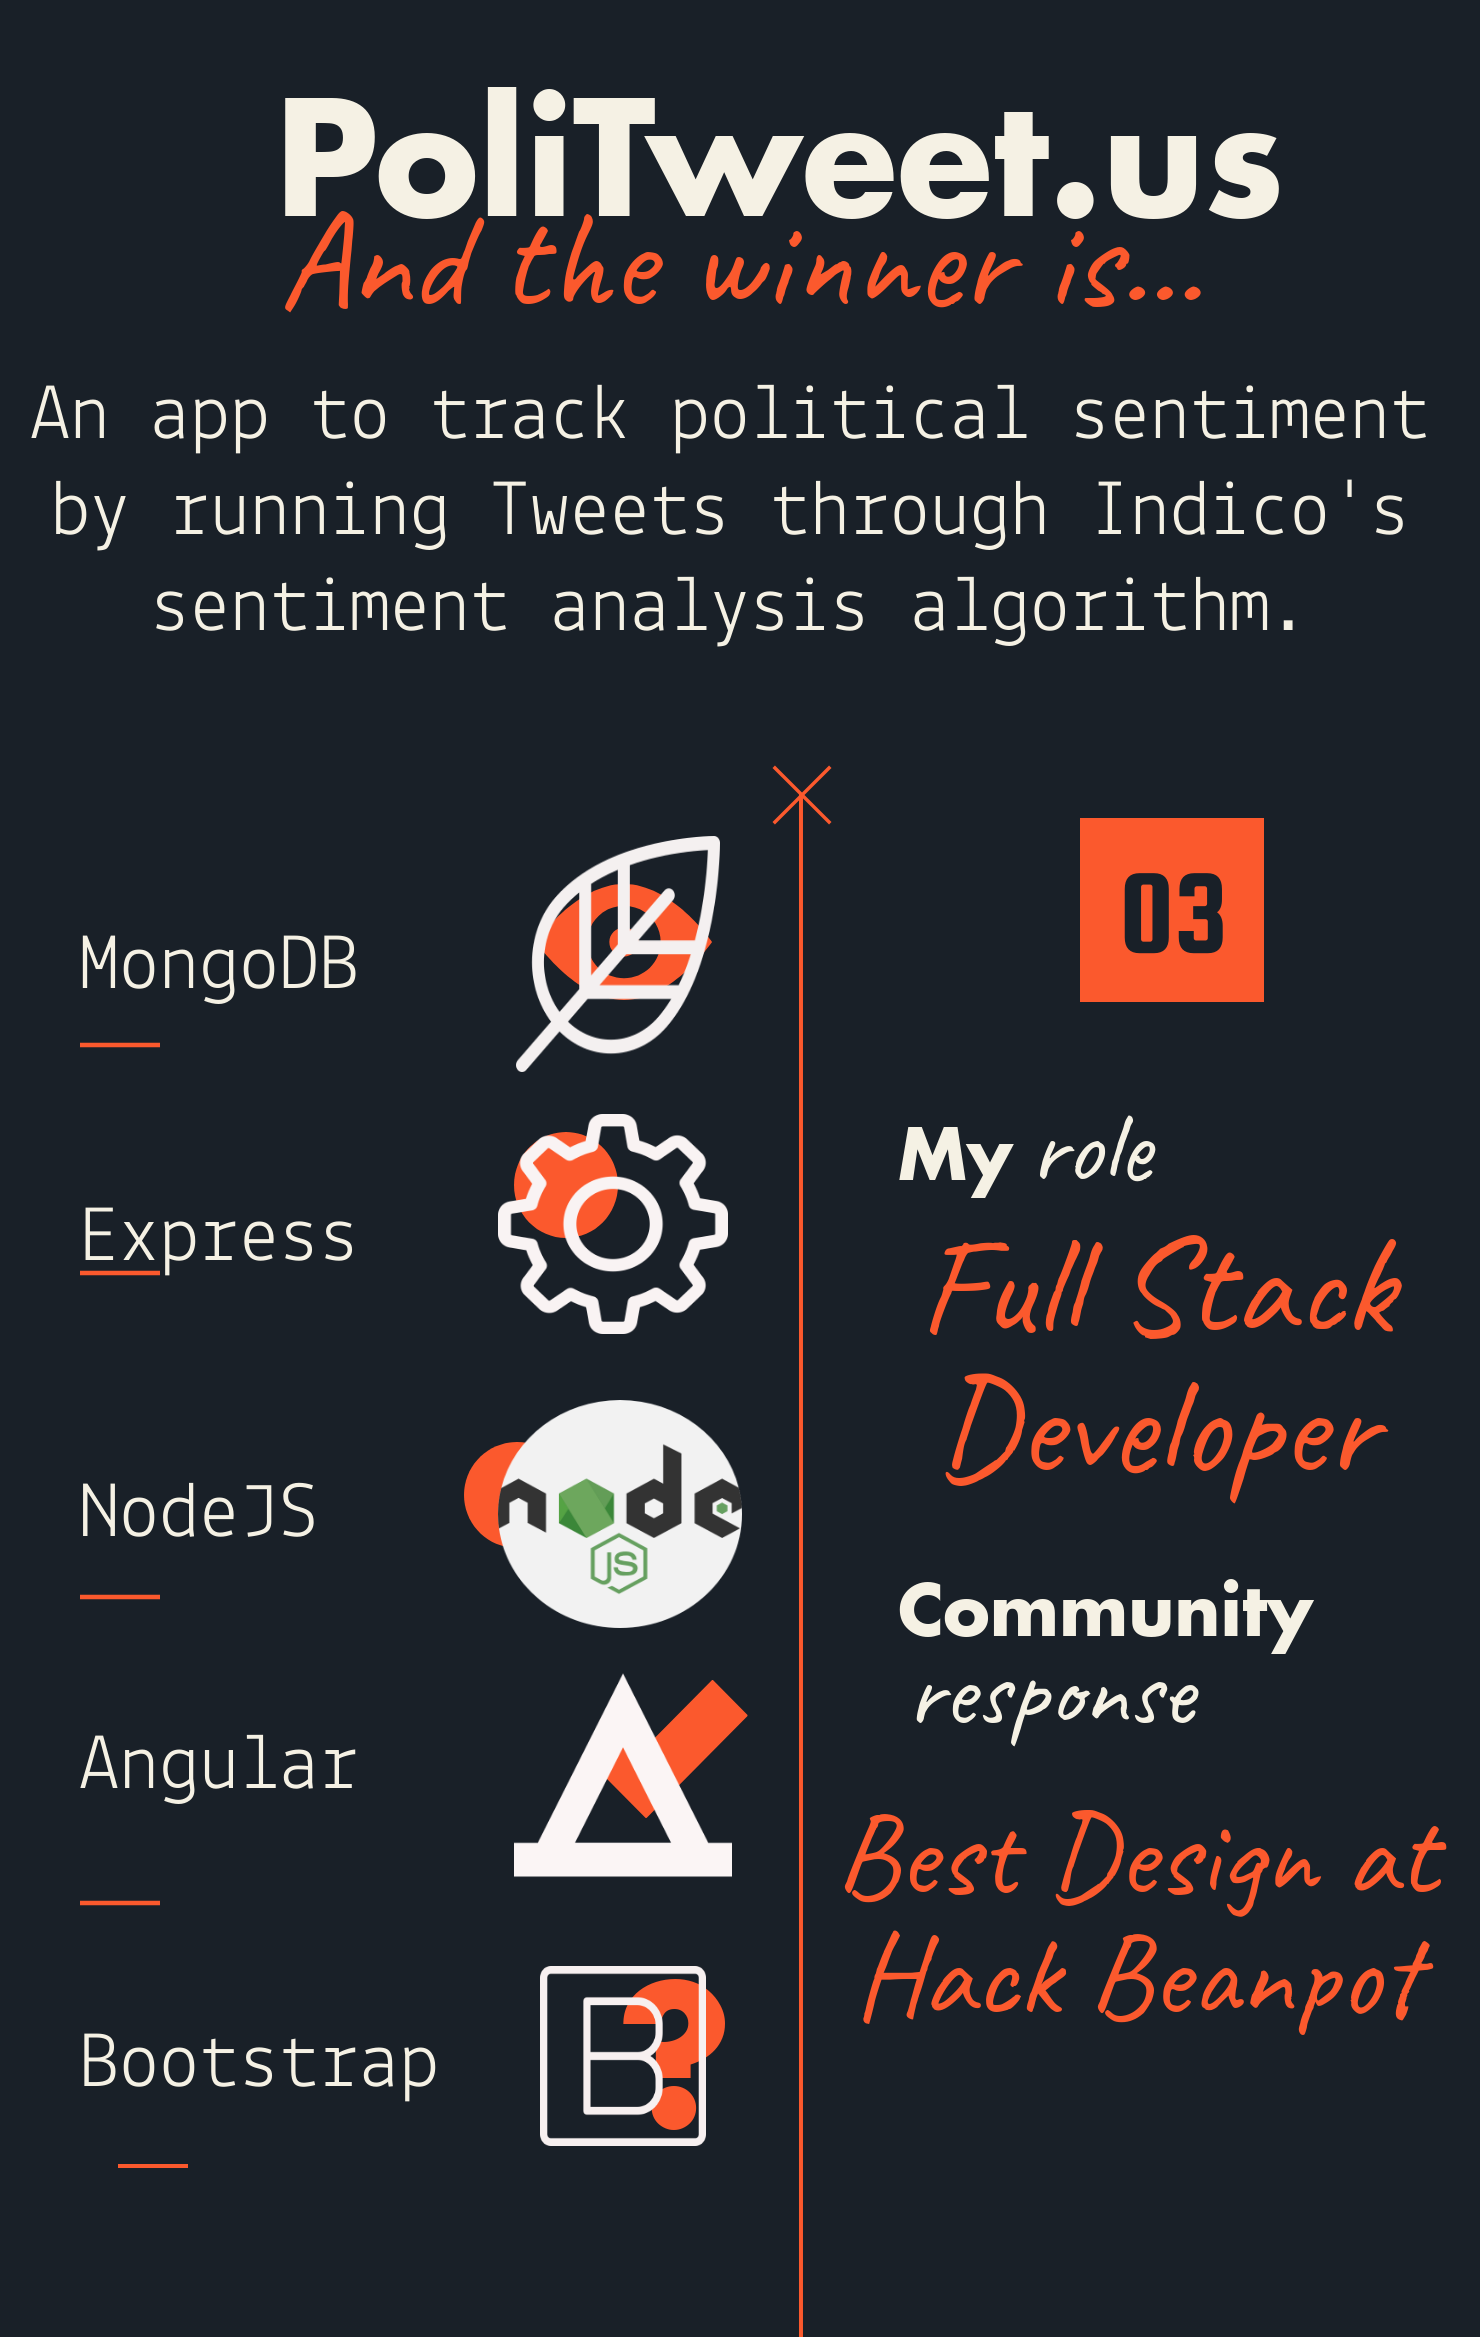 PoliTweet.us
And the winner is...
An app to track political sentiment
by running Tweets through Indico's
sentiment analysis algorithm.
MongoDB
Express
NodeJS
node
JS
Angular
Bootstrap
B?
03
My role
Full Stack
Developer
Community
response
Best Design at
Hack Beanpot